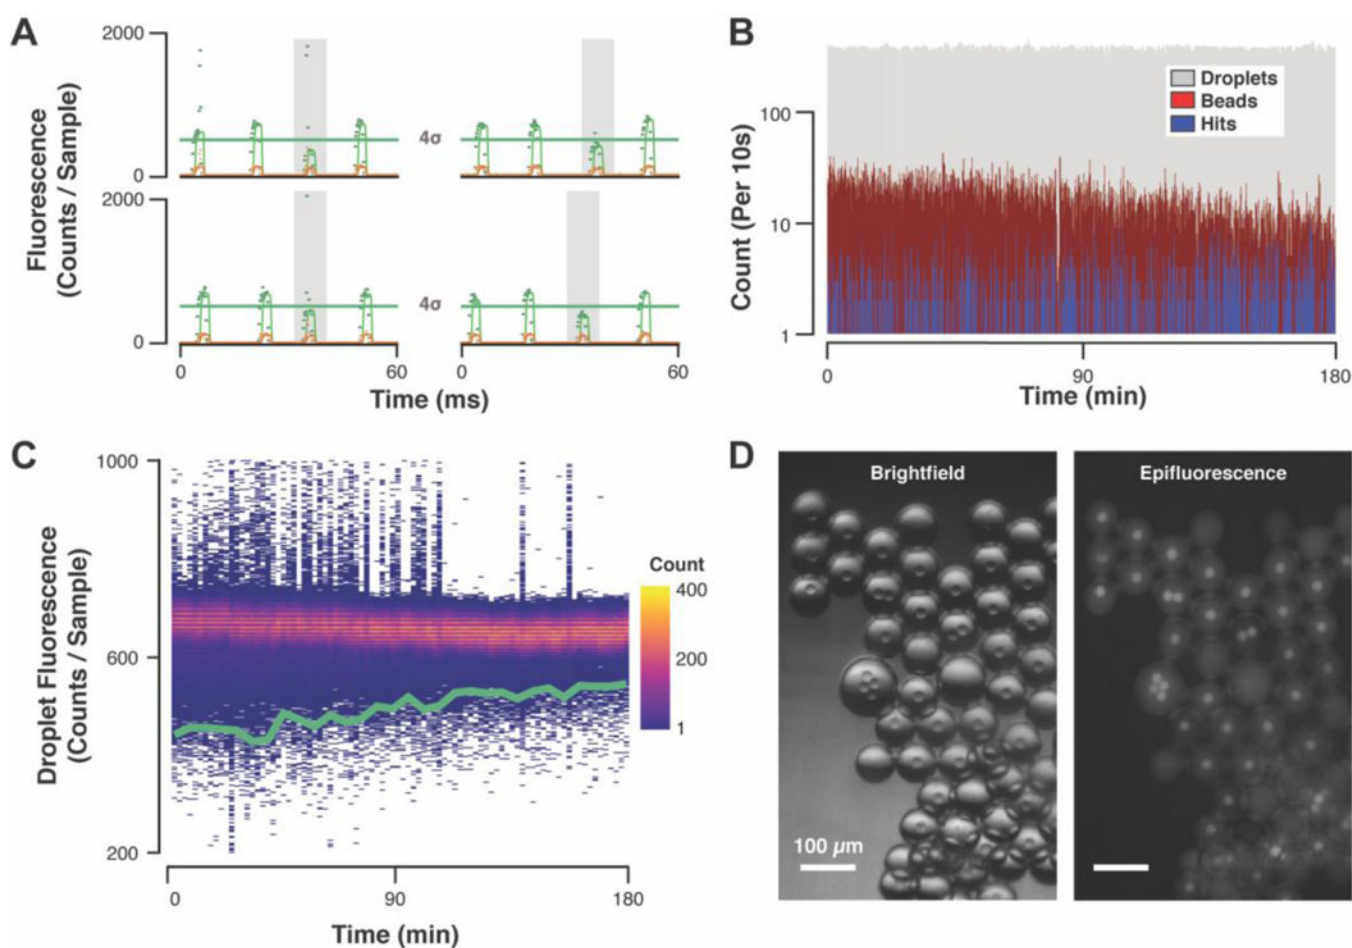 A
2000
0
2000
0
Fluorescence
(Counts / Sample)
4σ
4σ
0
60
0
60
Time (ms)
B
Droplets
Beads
Hits
100
10
1
Count (Per 10s)
0
90
180
Time (min)
C
1000
600
200
Droplet Fluorescence
(Counts / Sample)
Count
400
200
1
0
90
180
Time (min)
D
Brightfield
Epifluorescence
100 µm